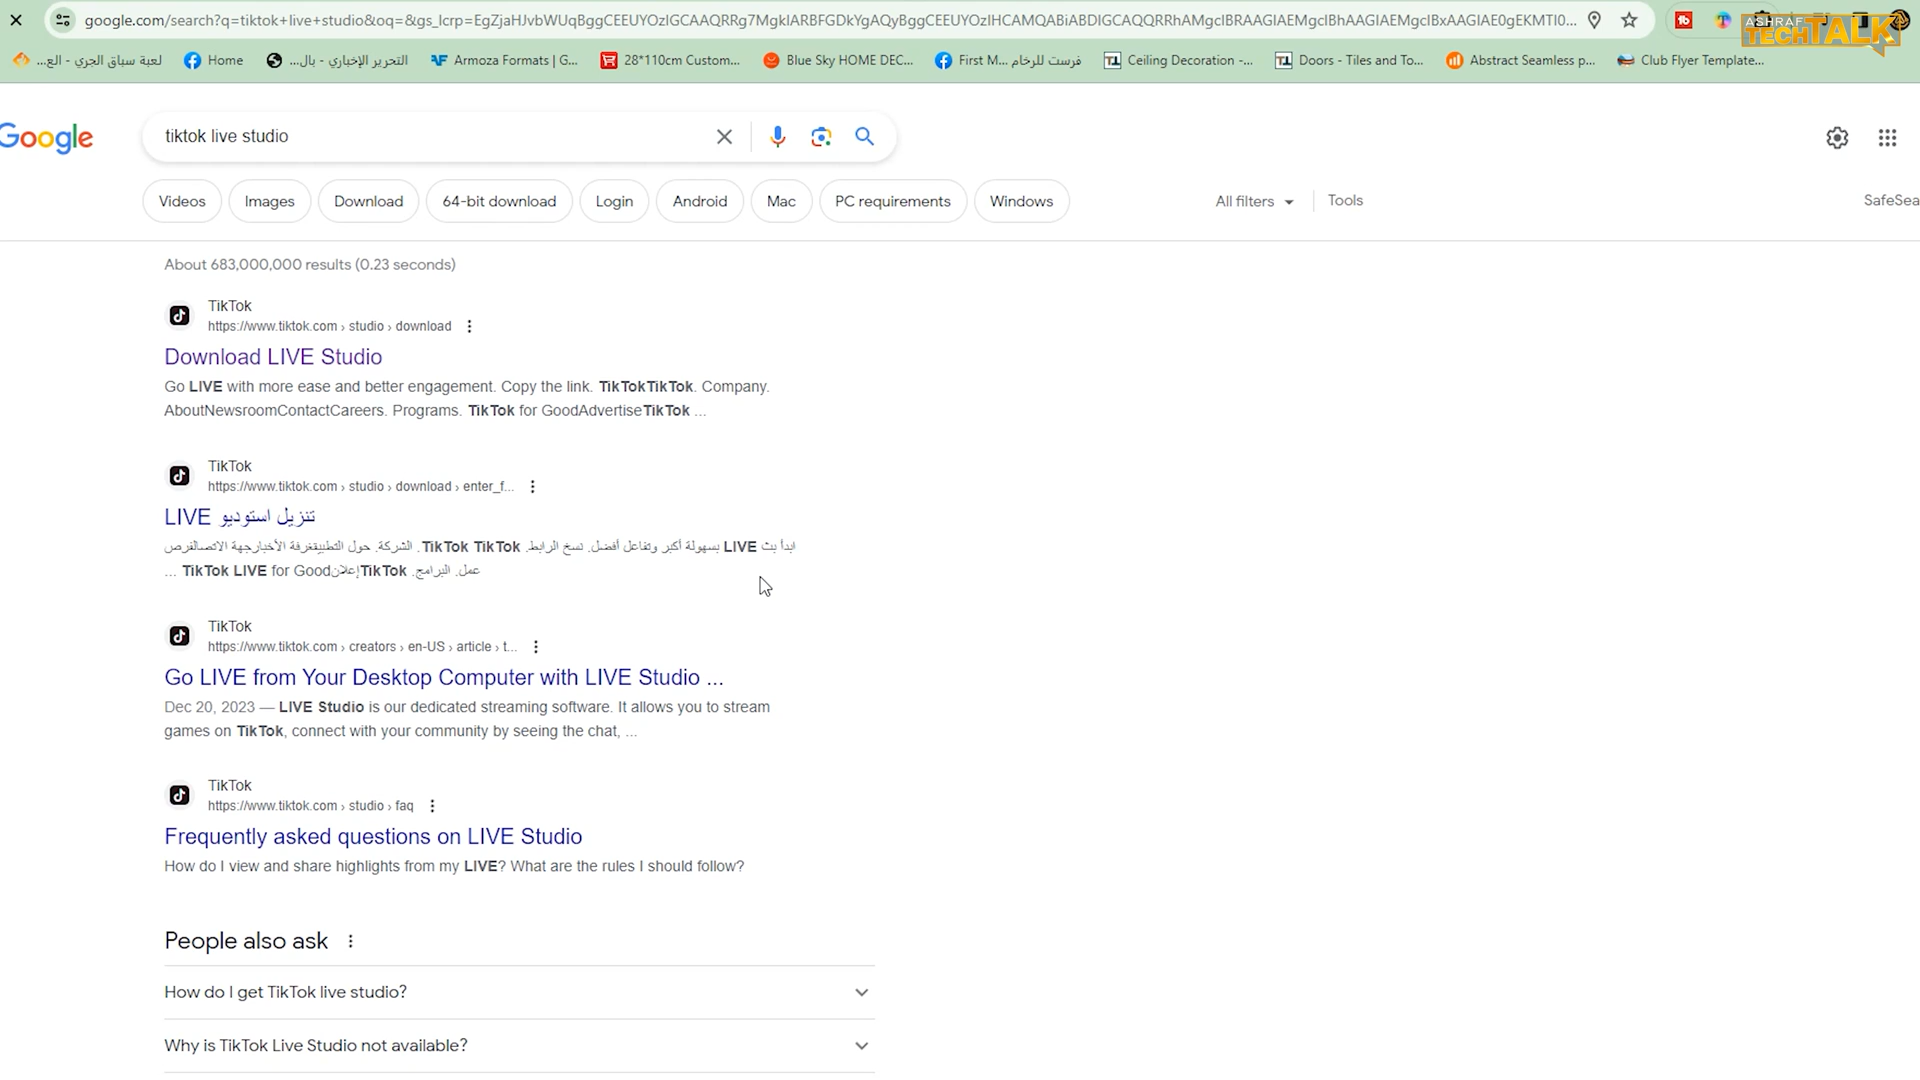 google.com/search?q=tiktok+live+studio&oq=&gs_lcrp=EgZjaHJvbWUqBggCEEUYOzIGCAAQRRg7MgkIARBFGDkYgAQyBggCEEUYOzIHCAMQABiABDIGCAQQRRhAMgcIBRAAGIAEMgcIBhAAGIAEMgcIBxAAGIAE0gEKMTI0...
ASHRAF
TECH TALK
لعبة سباق الجري - الع...
Home
التحرير الإخباري - بال...
Armoza Formats | G...
28*110cm Custom...
Blue Sky HOME DEC...
First M... فرست للرخام
Ceiling Decoration -...
Doors - Tiles and To...
Abstract Seamless p...
Club Flyer Template...
Google
tiktok live studio
Videos
Images
Download
64-bit download
Login
Android
Mac
PC requirements
Windows
All filters
Tools
SafeSea
About 683,000,000 results (0.23 seconds)
TikTok
https://www.tiktok.com › studio › download
Download LIVE Studio
Go LIVE with more ease and better engagement. Copy the link. TikTokTikTok. Company.
AboutNewsroomContactCareers. Programs. TikTok for GoodAdvertiseTikTok ...
TikTok
https://www.tiktok.com › studio › download › enter_f...
تنزيل استوديو LIVE
ابدأ بث LIVE بسهولة أكبر وتفاعل أفضل. نسخ الرابط. TikTok TikTok. الشركة. حول التطبيقغرفة الأخبارجهة الاتصالفرص
عمل. البرامج. TikTokإعلانTikTok LIVE for Good ...
TikTok
https://www.tiktok.com › creators › en-US › article › t...
Go LIVE from Your Desktop Computer with LIVE Studio ...
Dec 20, 2023 — LIVE Studio is our dedicated streaming software. It allows you to stream
games on TikTok, connect with your community by seeing the chat, ...
TikTok
https://www.tiktok.com › studio › faq
Frequently asked questions on LIVE Studio
How do I view and share highlights from my LIVE? What are the rules I should follow?
People also ask
How do I get TikTok live studio?
Why is TikTok Live Studio not available?